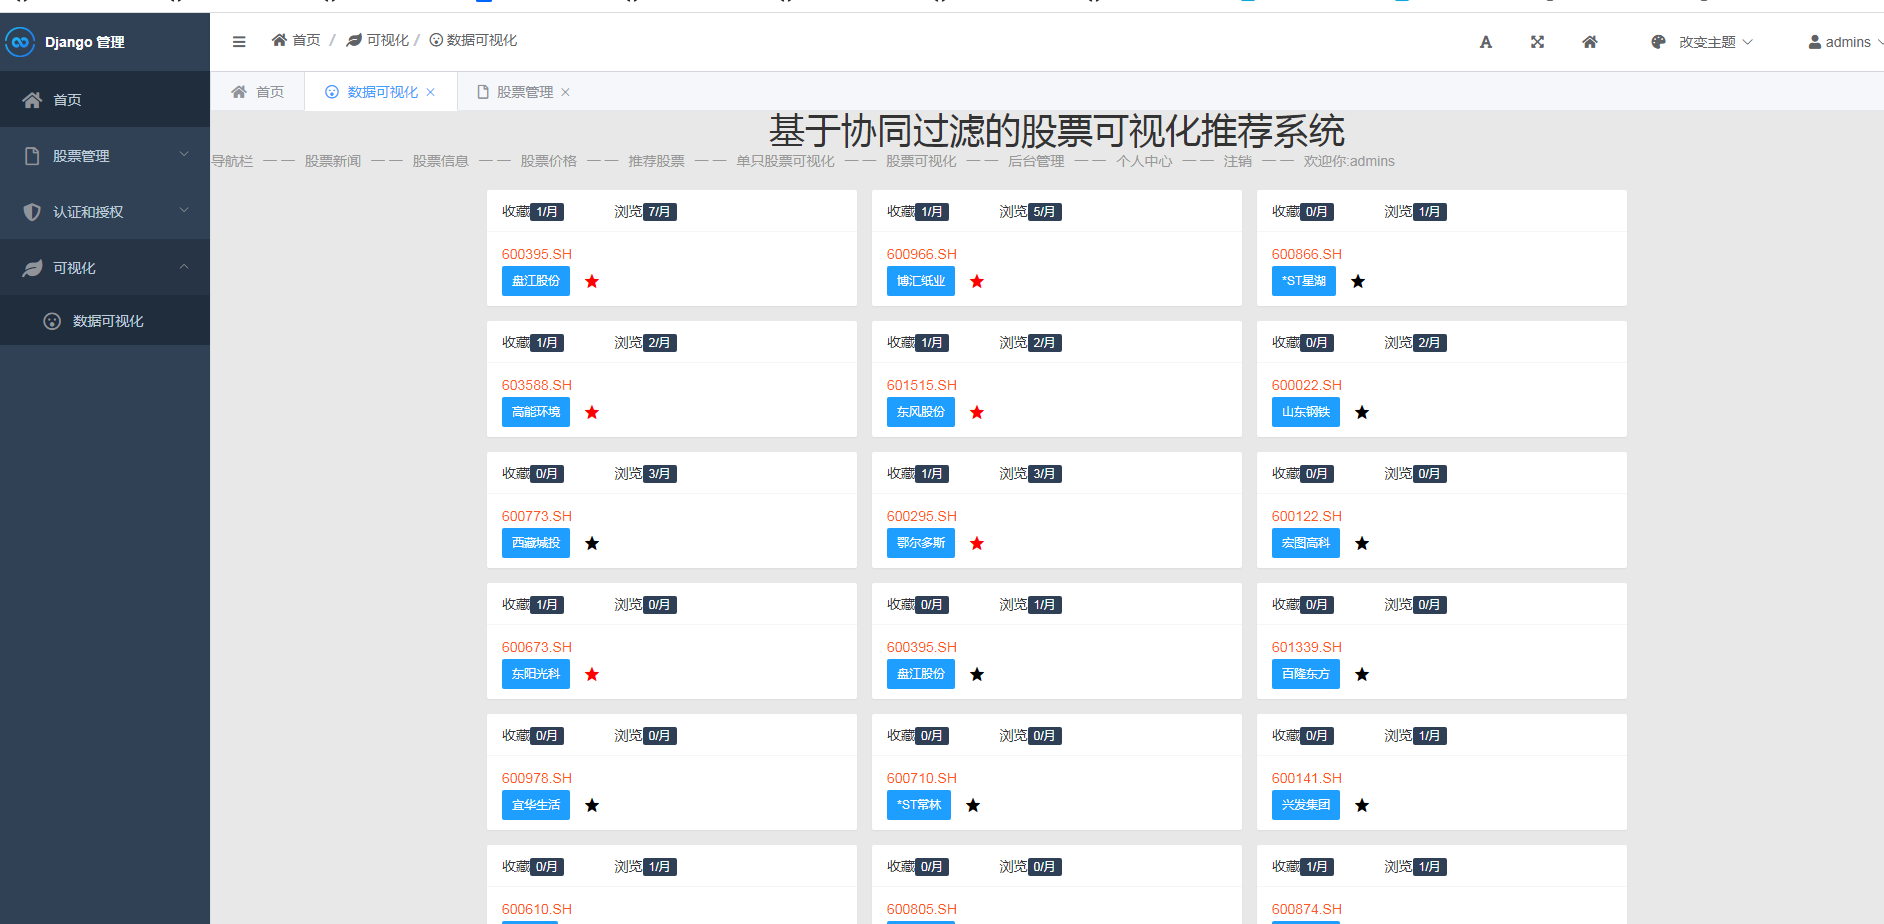 Django 管理
首页 / 可视化 / 数据可视化
A 改变主题 admins
首页
股票管理
认证和授权
可视化
数据可视化
首页 数据可视化 × 股票管理 ×
基于协同过滤的股票可视化推荐系统
导航栏 —— 股票新闻 —— 股票信息 —— 股票价格 —— 推荐股票 —— 单只股票可视化 —— 股票可视化 —— 后台管理 —— 个人中心 —— 注销 —— 欢迎你:admins
收藏1/月 浏览7/月 收藏1/月 浏览5/月 收藏0/月 浏览1/月
600395.SH 600966.SH 600866.SH
盘江股份 ★ 博汇纸业 ★ *ST星湖 ★
收藏1/月 浏览2/月 收藏1/月 浏览2/月 收藏0/月 浏览2/月
603588.SH 601515.SH 600022.SH
高能环境 ★ 东风股份 ★ 山东钢铁 ★
收藏0/月 浏览3/月 收藏1/月 浏览3/月 收藏0/月 浏览0/月
600773.SH 600295.SH 600122.SH
西藏城投 ★ 鄂尔多斯 ★ 宏图高科 ★
收藏1/月 浏览0/月 收藏0/月 浏览1/月 收藏0/月 浏览0/月
600673.SH 600395.SH 601339.SH
东阳光科 ★ 盘江股份 ★ 百隆东方 ★
收藏0/月 浏览0/月 收藏0/月 浏览0/月 收藏0/月 浏览1/月
600978.SH 600710.SH 600141.SH
宜华生活 ★ *ST常林 ★ 兴发集团 ★
收藏0/月 浏览1/月 收藏0/月 浏览0/月 收藏1/月 浏览1/月
600610.SH 600805.SH 600874.SH